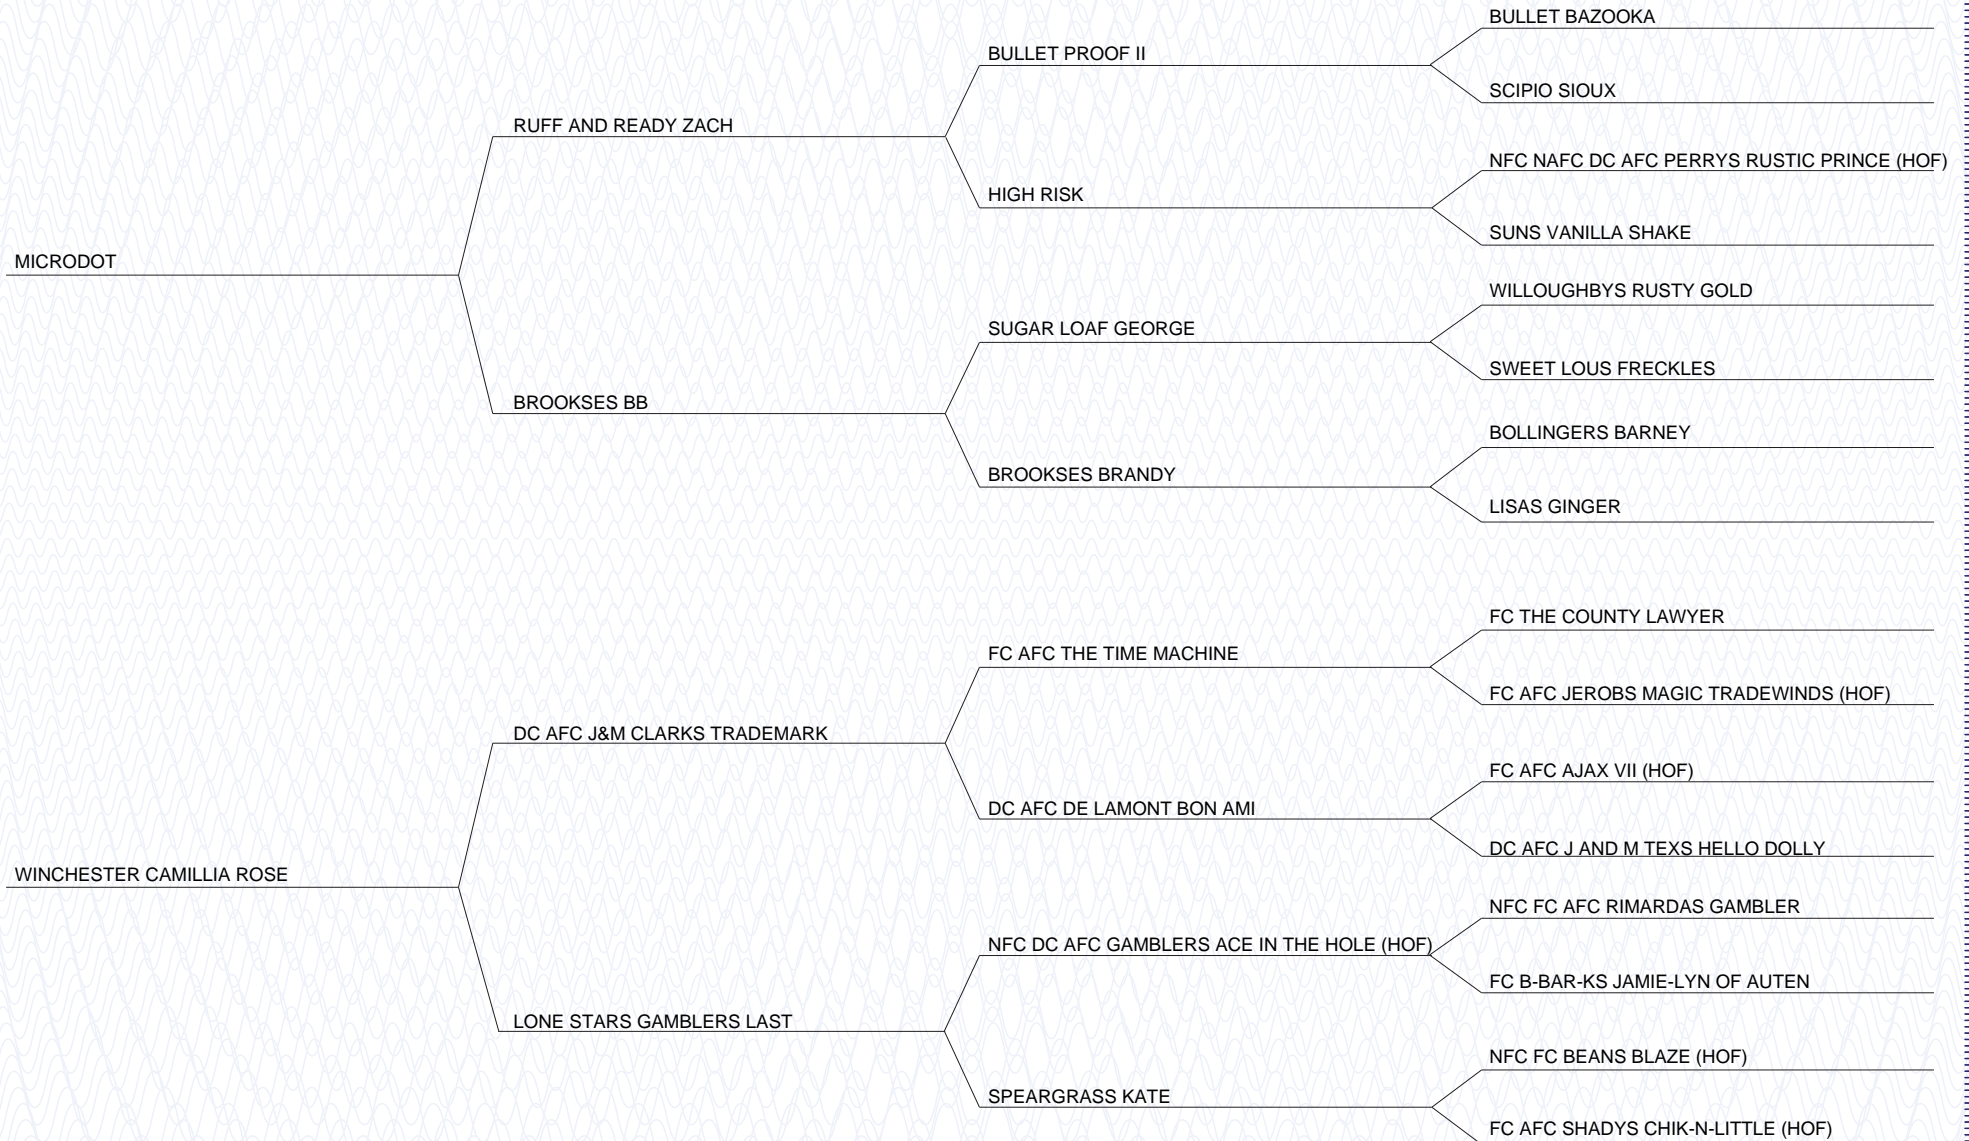 BULLET BAZOOKA
BULLET PROOF II
SCIPIO SIOUX
RUFF AND READY ZACH
NFC NAFC DC AFC PERRYS RUSTIC PRINCE (HOF)
HIGH RISK
SUNS VANILLA SHAKE
MICRODOT
WILLOUGHBYS RUSTY GOLD
SUGAR LOAF GEORGE
SWEET LOUS FRECKLES
BROOKSES BB
BOLLINGERS BARNEY
BROOKSES BRANDY
LISAS GINGER
FC THE COUNTY LAWYER
FC AFC THE TIME MACHINE
FC AFC JEROBS MAGIC TRADEWINDS (HOF)
DC AFC J&M CLARKS TRADEMARK
FC AFC AJAX VII (HOF)
DC AFC DE LAMONT BON AMI
DC AFC J AND M TEXS HELLO DOLLY
WINCHESTER CAMILLIA ROSE
NFC FC AFC RIMARDAS GAMBLER
NFC DC AFC GAMBLERS ACE IN THE HOLE (HOF)
FC B-BAR-KS JAMIE-LYN OF AUTEN
LONE STARS GAMBLERS LAST
NFC FC BEANS BLAZE (HOF)
SPEARGRASS KATE
FC AFC SHADYS CHIK-N-LITTLE (HOF)